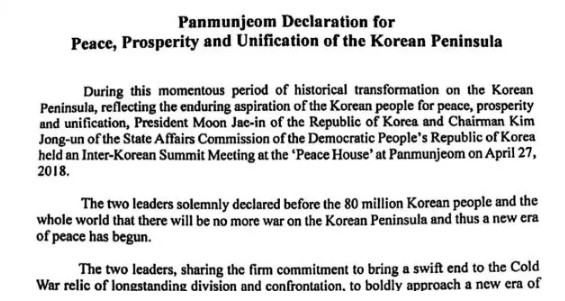 Panmunjeom Declaration for
Peace, Prosperity and Unification of the Korean Peninsula
During this momentous period of historical transformation on the Korean
Peninsula, reflecting the enduring aspiration of the Korean people for peace, prosperity
and unification, President Moon Jae-in of the Republic of Korea and Chairman Kim
Jong-un of the State Affairs Commission of the Democratic People's Republic of Korea
held an Inter-Korean Summit Meeting at the 'Peace House' at Panmunjeom on April 27,
2018.
The two leaders solemnly declared before the 80 million Korean people and the
whole world that there will be no more war on the Korean Peninsula and thus a new era
of peace has begun.
The two leaders, sharing the firm commitment to bring a swift end to the Cold
War relic of longstanding division and confrontation, to boldly approach a new era of